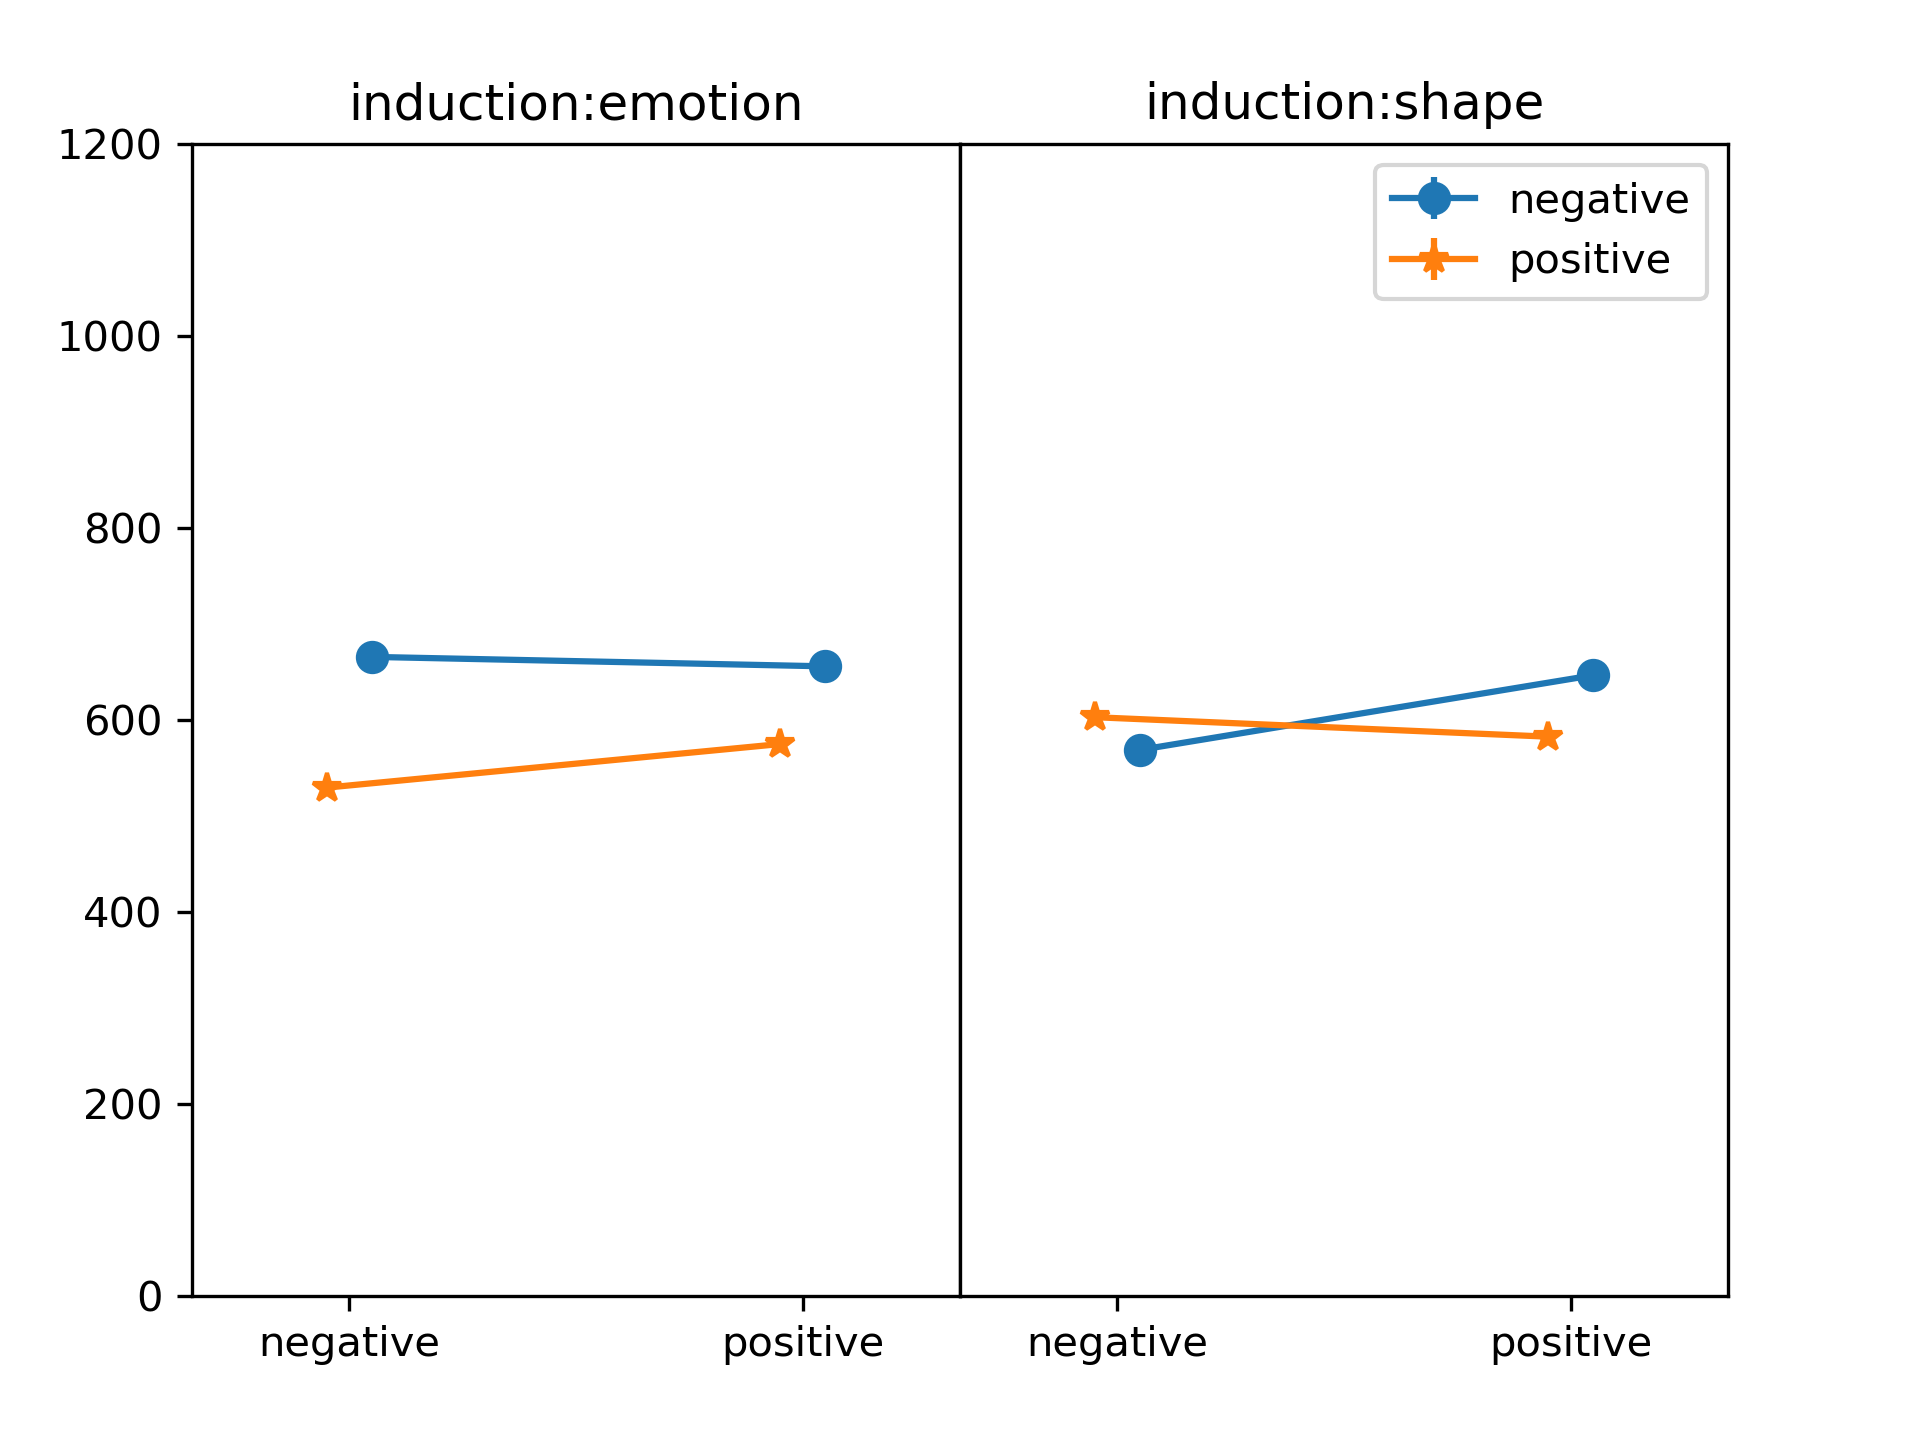 induction:emotion
induction:shape
1200
1000
800
600
400
200
0
negative
positive
negative
positive
negative
positive